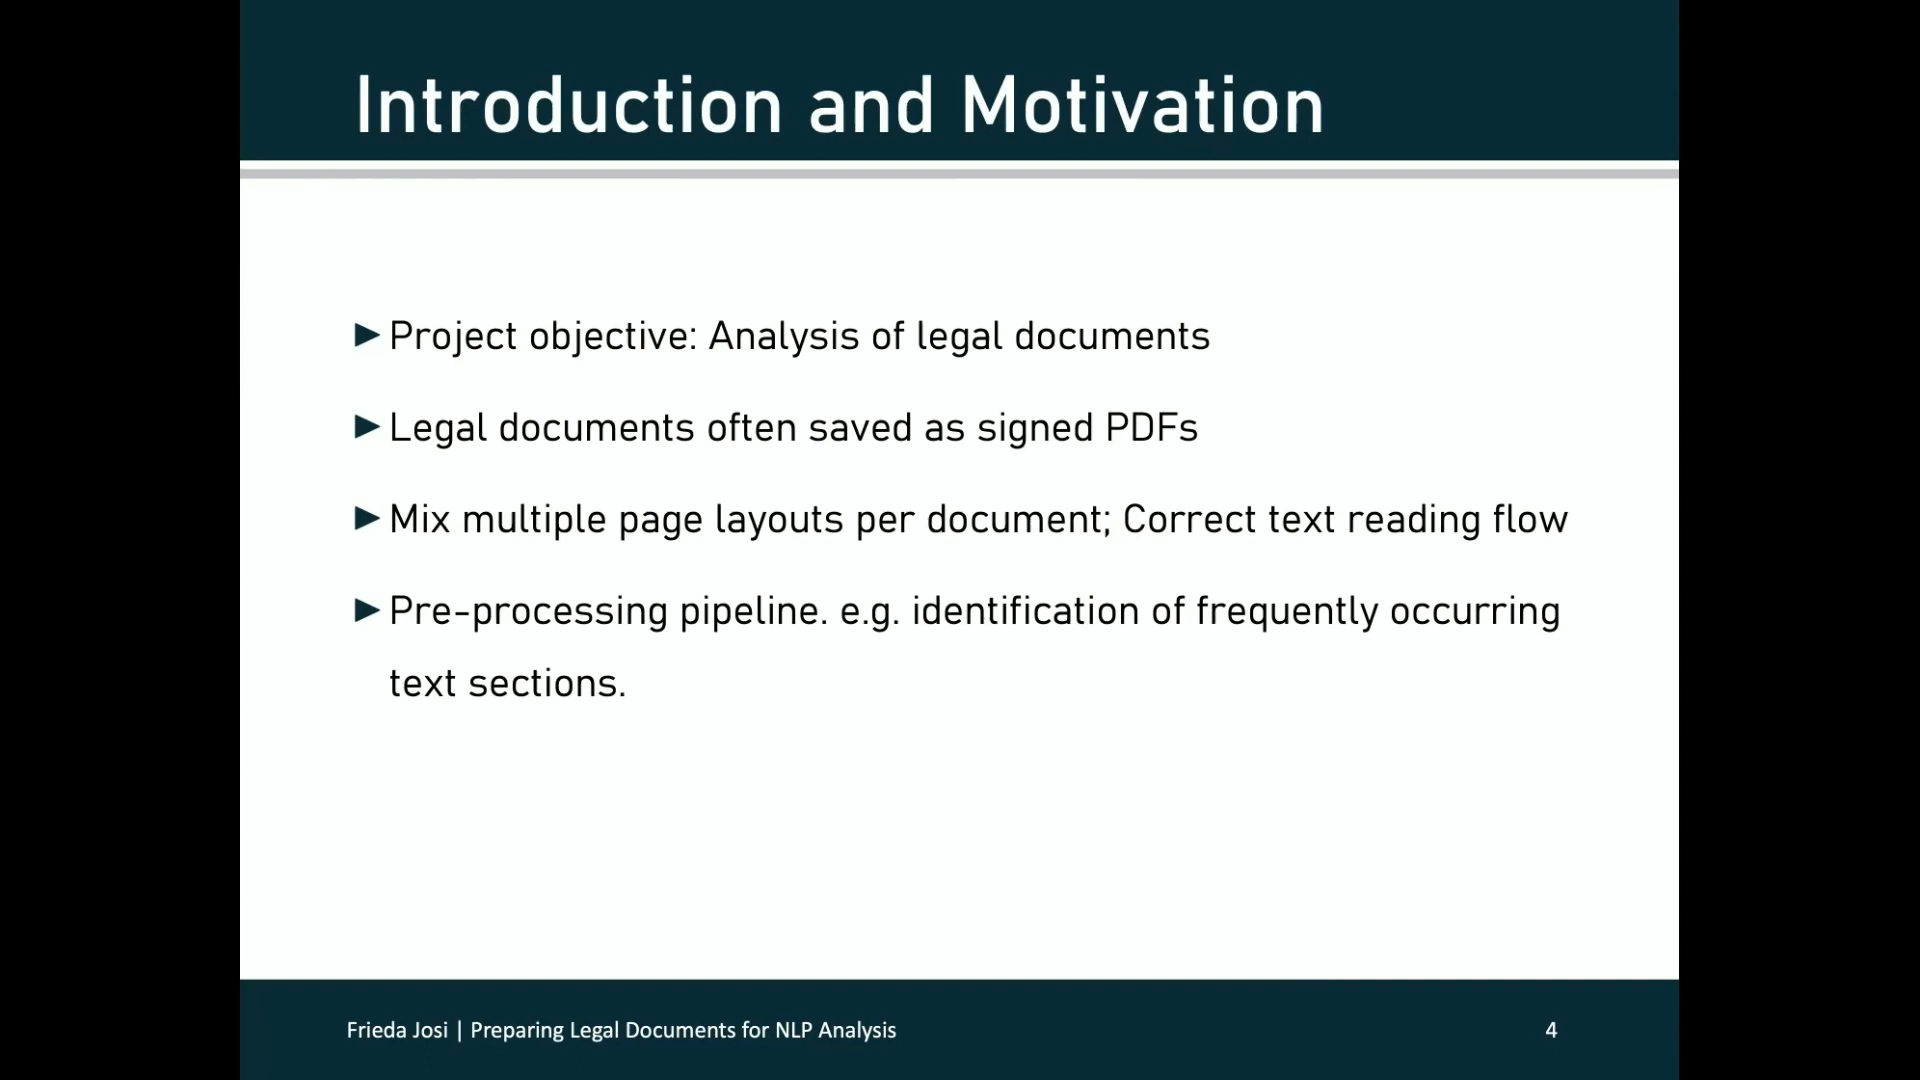 Introduction and Motivation
►Project objective: Analysis of legal documents
►Legal documents often saved as signed PDFs
►Mix multiple page layouts per document; Correct text reading flow
►Pre-processing pipeline. e.g. identification of frequently occurring
text sections.
Frieda Josi | Preparing Legal Documents for NLP Analysis
4